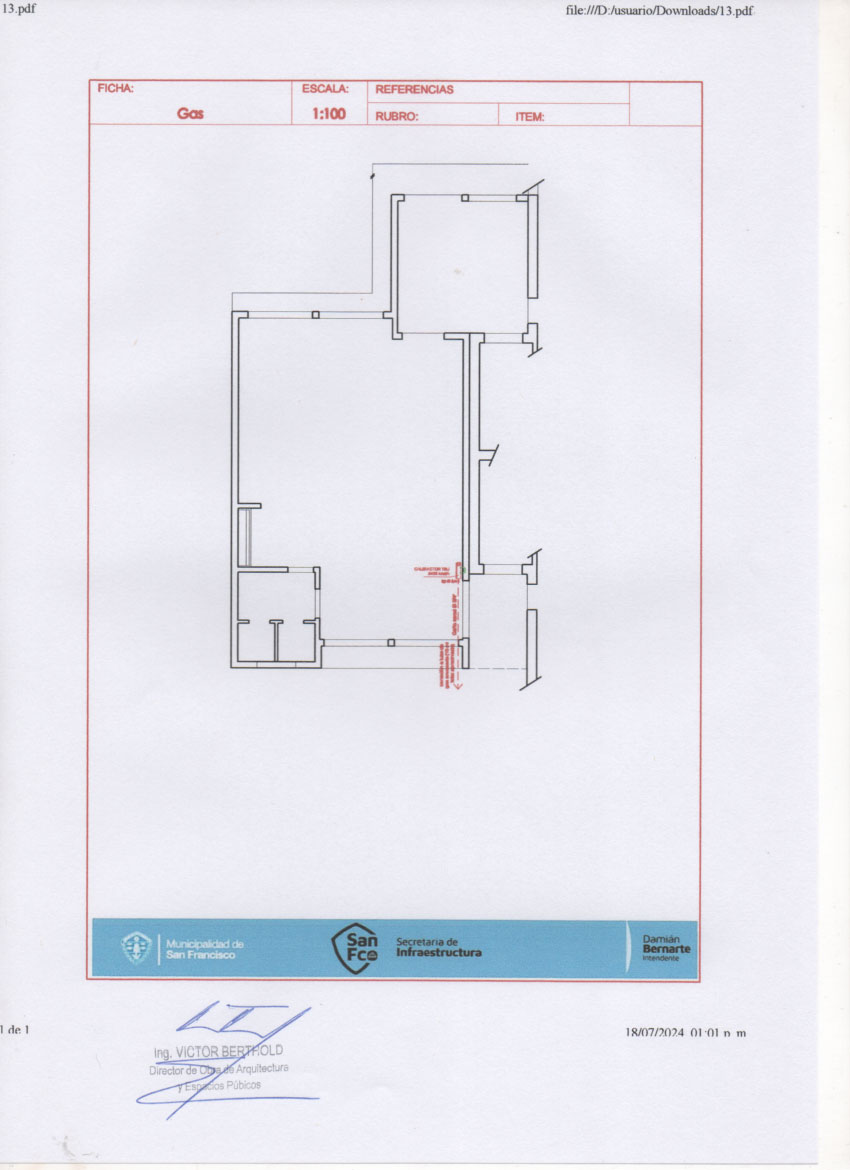 13.pdf
file:///D:/usuario/Downloads/13.pdf
FICHA:
Gas
ESCALA:
1:100
REFERENCIAS
RUBRO:
ITEM:
Municipalidad de
San Francisco
San
Fco
Secretaria de
Infraestructura
Damián
Bernarte
Intendente
1 de 1
18/07/2024 01:01 p. m.
Ing. VICTOR BERTHOLD
Director de Obra de Arquitectura
y Espacios Púbicos